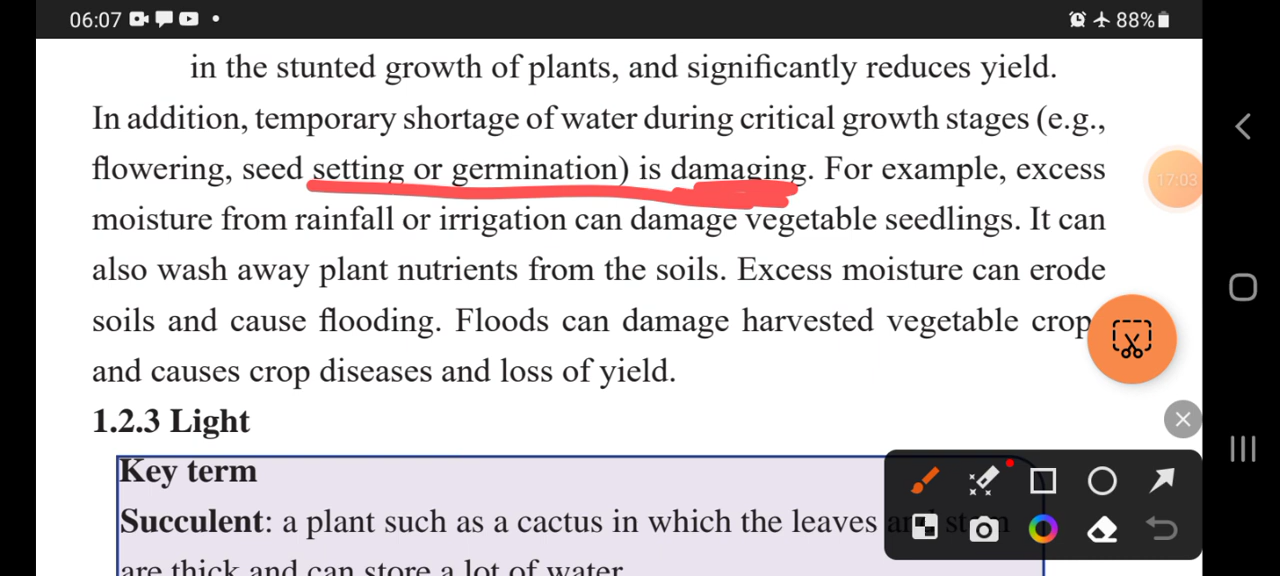 06:07
88%
in the stunted growth of plants, and significantly reduces yield.
In addition, temporary shortage of water during critical growth stages (e.g.,
flowering, seed setting or germination) is damaging. For example, excess
17:03
moisture from rainfall or irrigation can damage vegetable seedlings. It can
also wash away plant nutrients from the soils. Excess moisture can erode
soils and cause flooding. Floods can damage harvested vegetable crop
and causes crop diseases and loss of yield.
1.2.3 Light
Key term
Succulent: a plant such as a cactus in which the leaves and stem
are thick and can store a lot of water